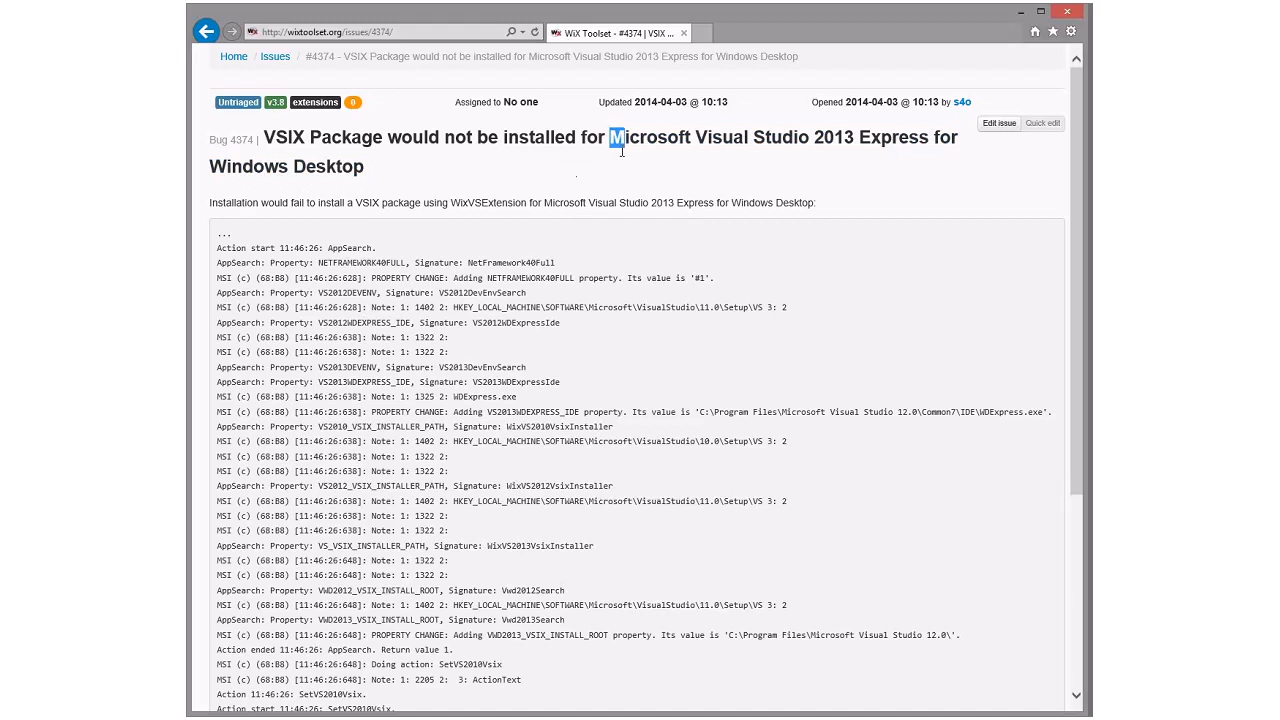 http://wixtoolset.org/issues/4374/
WiX Toolset - #4374 | VSIX ...
Home / Issues / #4374 - VSIX Package would not be installed for Microsoft Visual Studio 2013 Express for Windows Desktop
Untriaged v3.8 extensions 0 Assigned to No one Updated 2014-04-03 @ 10:13 Opened 2014-04-03 @ 10:13 by s4o
Edit issue Quick edit
Bug 4374 | VSIX Package would not be installed for Microsoft Visual Studio 2013 Express for
Windows Desktop
Installation would fail to install a VSIX package using WixVSExtension for Microsoft Visual Studio 2013 Express for Windows Desktop:
...
Action start 11:46:26: AppSearch.
AppSearch: Property: NETFRAMEWORK40FULL, Signature: NetFramework40Full
MSI (c) (68:B8) [11:46:26:628]: PROPERTY CHANGE: Adding NETFRAMEWORK40FULL property. Its value is '#1'.
AppSearch: Property: VS2012DEVENV, Signature: VS2012DevEnvSearch
MSI (c) (68:B8) [11:46:26:628]: Note: 1: 1402 2: HKEY_LOCAL_MACHINE\SOFTWARE\Microsoft\VisualStudio\11.0\Setup\VS 3: 2
AppSearch: Property: VS2012WDEXPRESS_IDE, Signature: VS2012WDExpressIde
MSI (c) (68:B8) [11:46:26:638]: Note: 1: 1322 2:
MSI (c) (68:B8) [11:46:26:638]: Note: 1: 1322 2:
AppSearch: Property: VS2013DEVENV, Signature: VS2013DevEnvSearch
AppSearch: Property: VS2013WDEXPRESS_IDE, Signature: VS2013WDExpressIde
MSI (c) (68:B8) [11:46:26:638]: Note: 1: 1325 2: WDExpress.exe
MSI (c) (68:B8) [11:46:26:638]: PROPERTY CHANGE: Adding VS2013WDEXPRESS_IDE property. Its value is 'C:\Program Files\Microsoft Visual Studio 12.0\Common7\IDE\WDExpress.exe'.
AppSearch: Property: VS2010_VSIX_INSTALLER_PATH, Signature: WixVS2010VsixInstaller
MSI (c) (68:B8) [11:46:26:638]: Note: 1: 1402 2: HKEY_LOCAL_MACHINE\SOFTWARE\Microsoft\VisualStudio\10.0\Setup\VS 3: 2
MSI (c) (68:B8) [11:46:26:638]: Note: 1: 1322 2:
MSI (c) (68:B8) [11:46:26:638]: Note: 1: 1322 2:
AppSearch: Property: VS2012_VSIX_INSTALLER_PATH, Signature: WixVS2012VsixInstaller
MSI (c) (68:B8) [11:46:26:638]: Note: 1: 1402 2: HKEY_LOCAL_MACHINE\SOFTWARE\Microsoft\VisualStudio\11.0\Setup\VS 3: 2
MSI (c) (68:B8) [11:46:26:638]: Note: 1: 1322 2:
MSI (c) (68:B8) [11:46:26:638]: Note: 1: 1322 2:
AppSearch: Property: VS_VSIX_INSTALLER_PATH, Signature: WixVS2013VsixInstaller
MSI (c) (68:B8) [11:46:26:648]: Note: 1: 1322 2:
MSI (c) (68:B8) [11:46:26:648]: Note: 1: 1322 2:
AppSearch: Property: VWD2012_VSIX_INSTALL_ROOT, Signature: Vwd2012Search
MSI (c) (68:B8) [11:46:26:648]: Note: 1: 1402 2: HKEY_LOCAL_MACHINE\SOFTWARE\Microsoft\VisualStudio\11.0\Setup\VS 3: 2
AppSearch: Property: VWD2013_VSIX_INSTALL_ROOT, Signature: Vwd2013Search
MSI (c) (68:B8) [11:46:26:648]: PROPERTY CHANGE: Adding VWD2013_VSIX_INSTALL_ROOT property. Its value is 'C:\Program Files\Microsoft Visual Studio 12.0\'.
Action ended 11:46:26: AppSearch. Return value 1.
MSI (c) (68:B8) [11:46:26:648]: Doing action: SetVS2010Vsix
MSI (c) (68:B8) [11:46:26:648]: Note: 1: 2205 2: 3: ActionText
Action 11:46:26: SetVS2010Vsix.
Action start 11:46:26: SetVS2010Vsix.